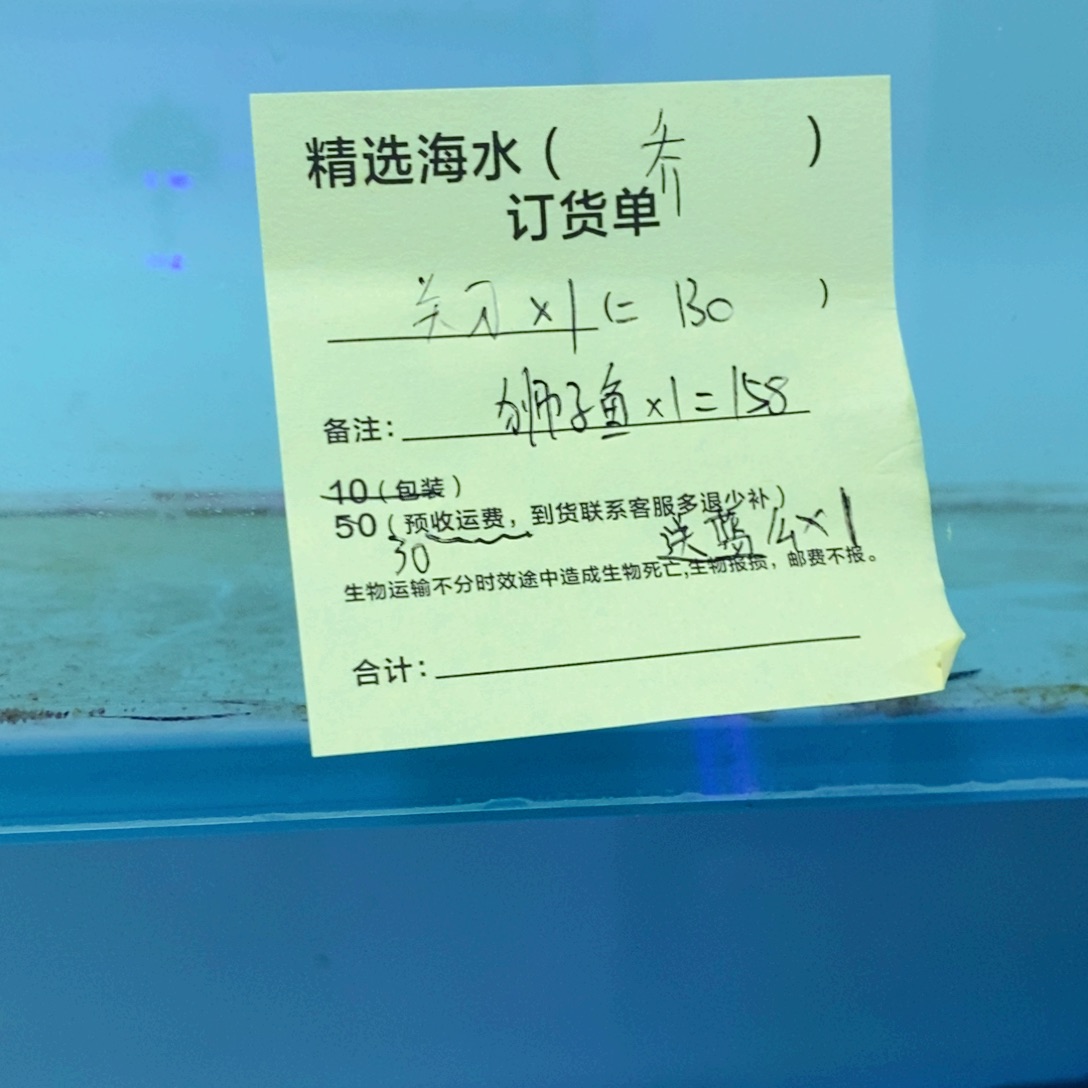 精选海水（ 乔 ）
订货单
关刀×1（= 130 ）
备注： 狮子鱼×1=158
10（包装）
50（预收运费，到货联系客服多退少补）
30 送蓝 ×1
生物运输不分时效途中造成生物死亡,生物报损，邮费不报。
合计：